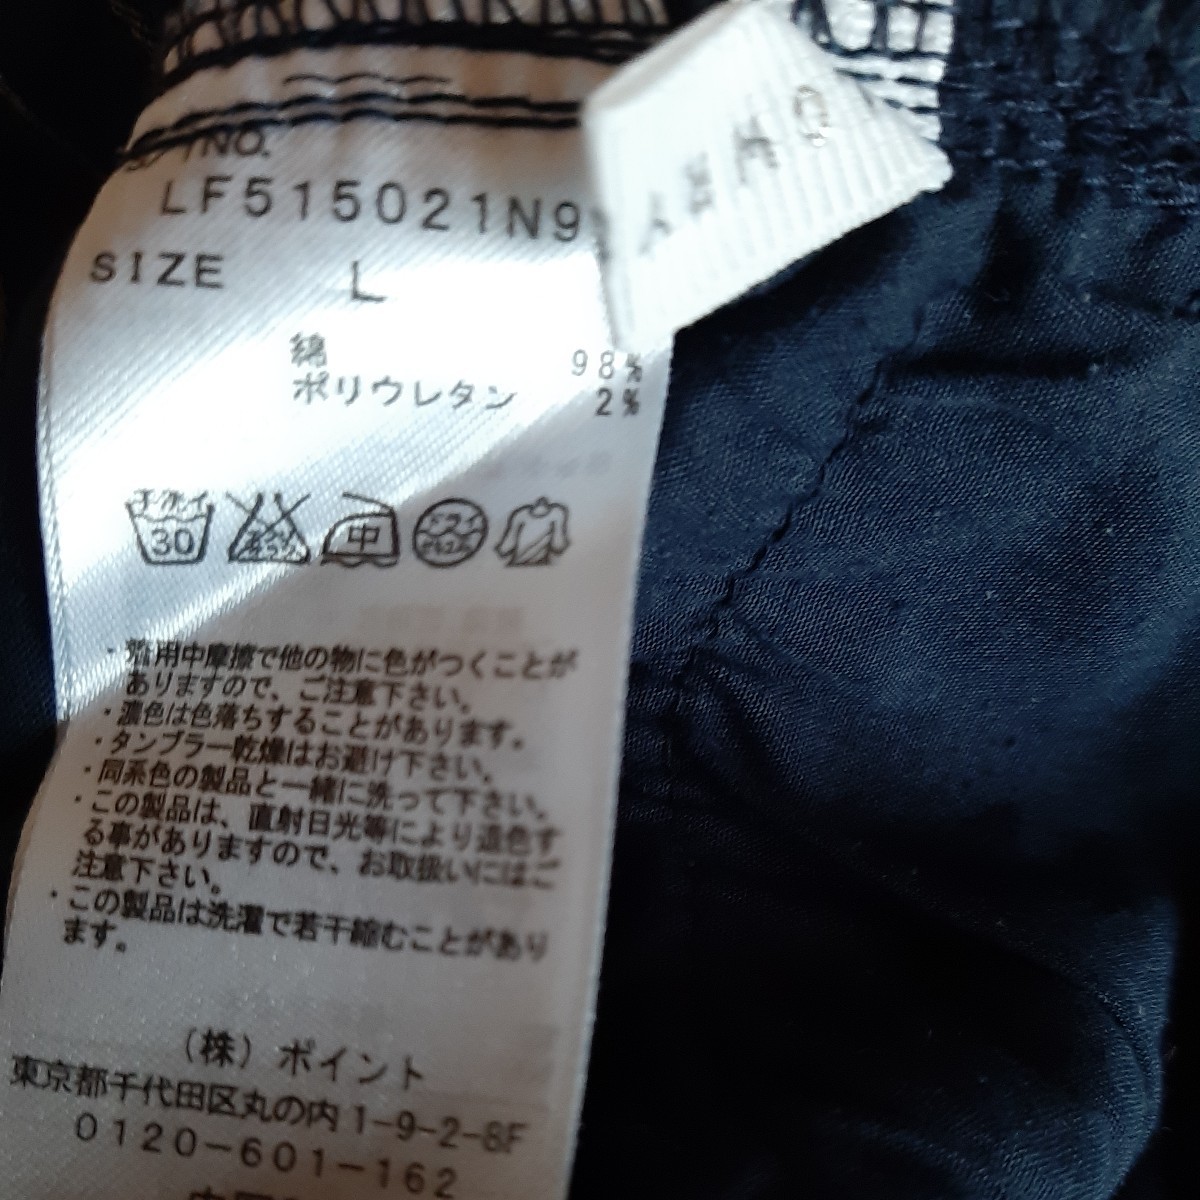 NO.
LF515021N9
SIZE L
綿 98%
ポリウレタン 2%
30 中 ドライ
・着用中摩擦で他の物に色がつくことが
ありますので、ご注意下さい。
・濃色は色落ちすることがあります。
・タンブラー乾燥はお避け下さい。
・同系色の製品と一緒に洗って下さい。
・この製品は、直射日光等により退色す
る事がありますので、お取扱いにはご
注意下さい。
・この製品は洗濯で若干縮むことがあり
ます。
(株)ポイント
東京都千代田区丸の内1-9-2-8F
0120-601-162